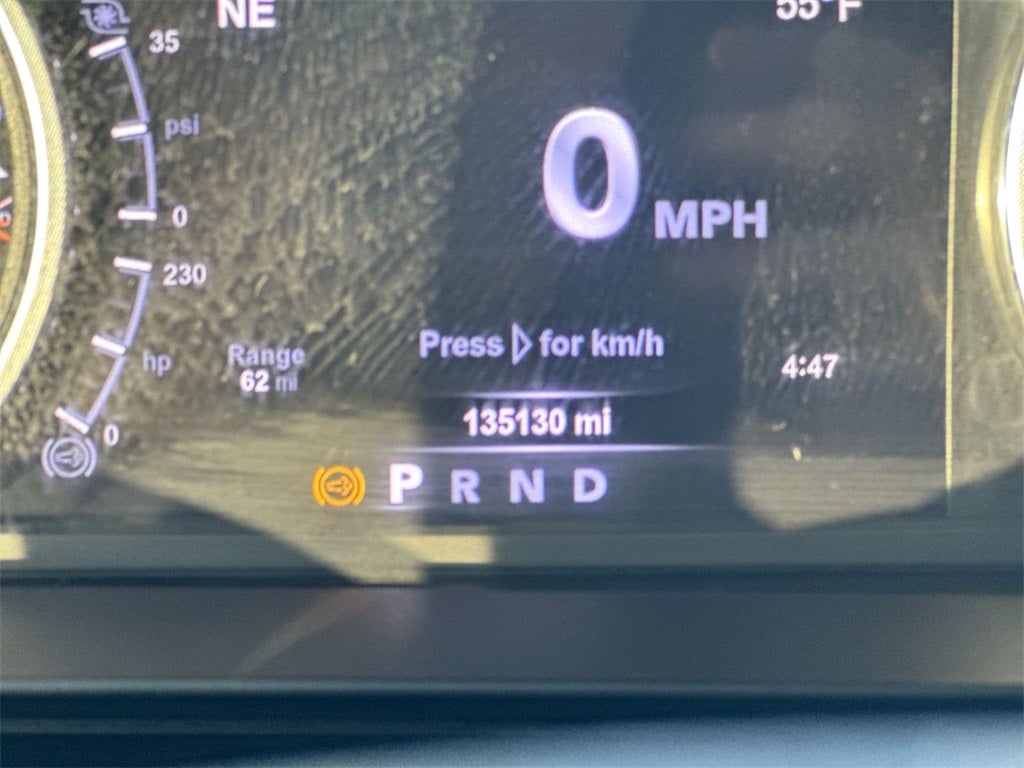 NE
55°F
35
psi
0
230
hp
0
0 MPH
Press ▷ for km/h
Range
62 mi
4:47
135130 mi
P R N D